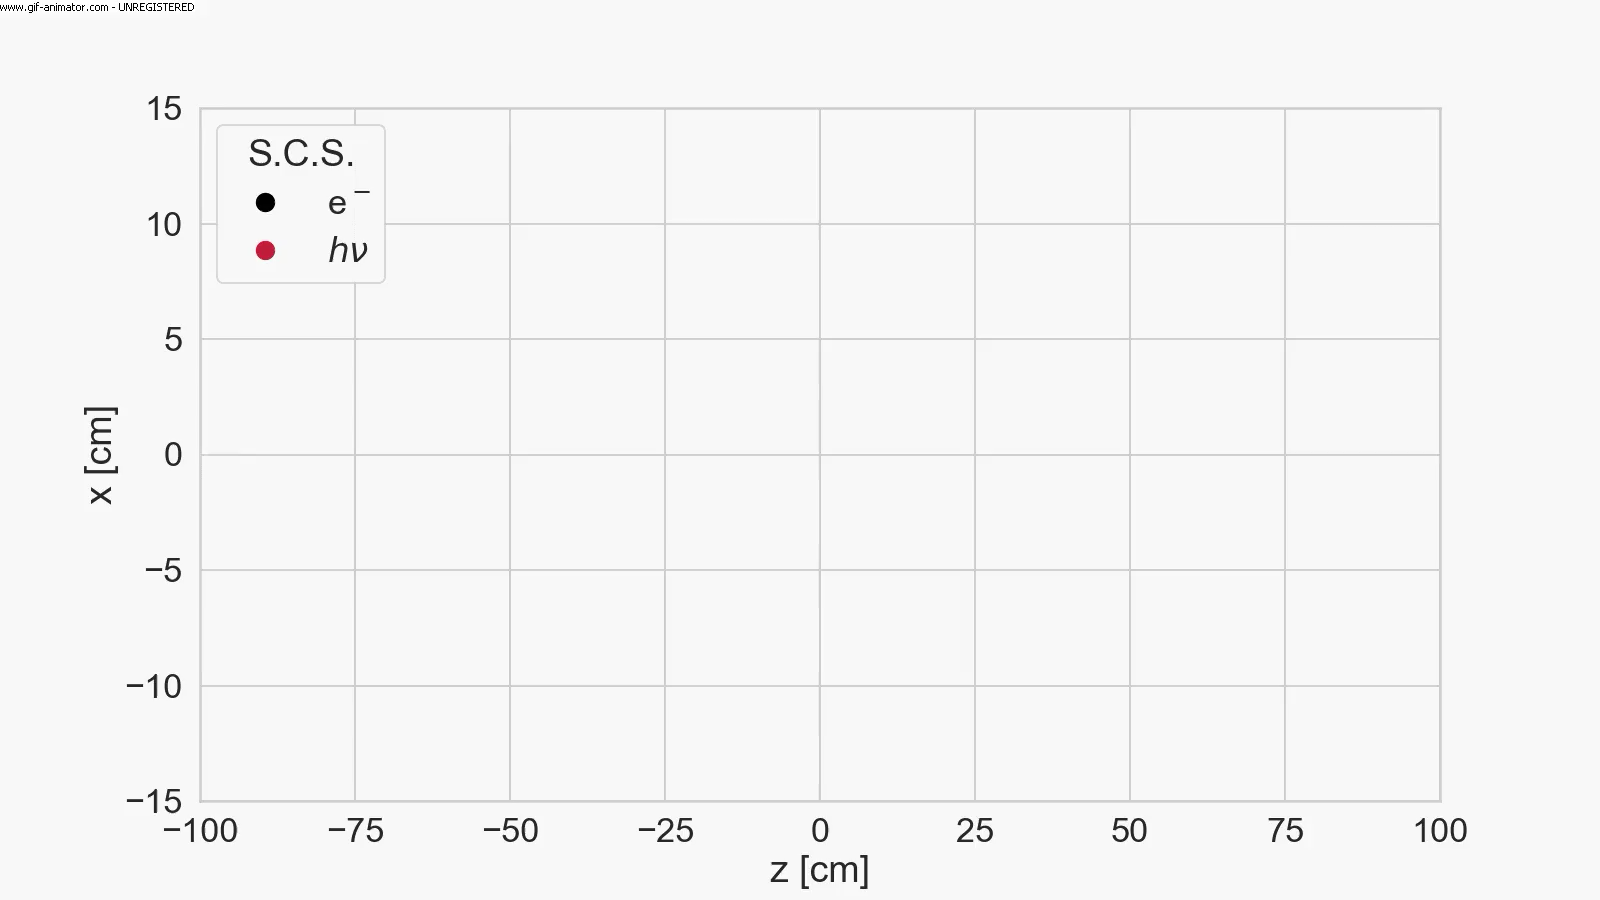 www.gif-animator.com - UNREGISTERED
15
S.C.S.
e⁻
hν
10
5
0
−5
−10
−15
x [cm]
−100 −75 −50 −25 0 25 50 75 100
z [cm]